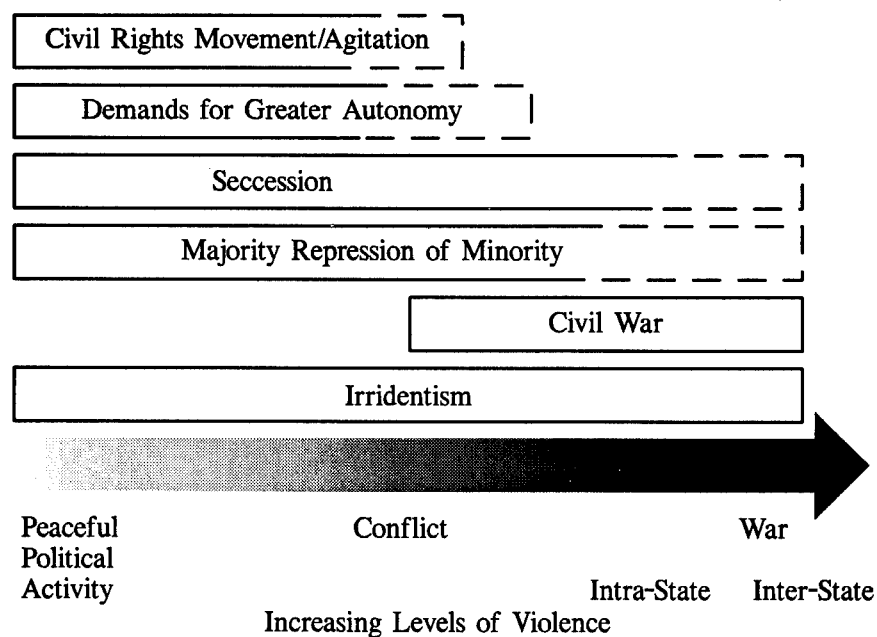 Civil Rights Movement/Agitation
Demands for Greater Autonomy
Seccession
Majority Repression of Minority
Civil War
Irridentism
Peaceful Political Activity
Conflict
War
Intra-State
Inter-State
Increasing Levels of Violence